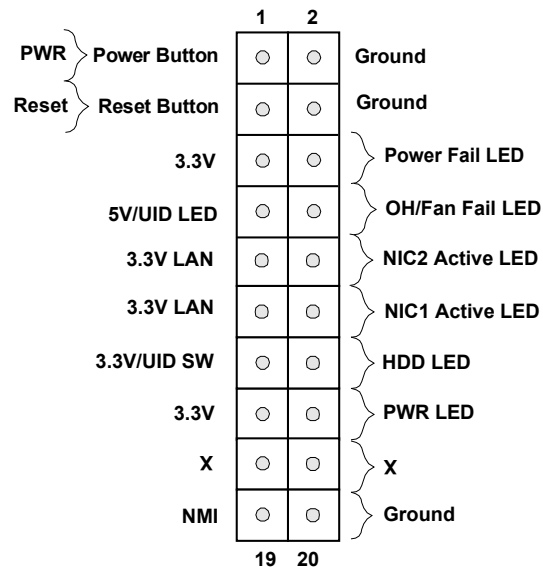 1 2
PWR Power Button Ground
Reset Reset Button Ground
3.3V Power Fail LED
5V/UID LED OH/Fan Fail LED
3.3V LAN NIC2 Active LED
3.3V LAN NIC1 Active LED
3.3V/UID SW HDD LED
3.3V PWR LED
X X
NMI Ground
19 20